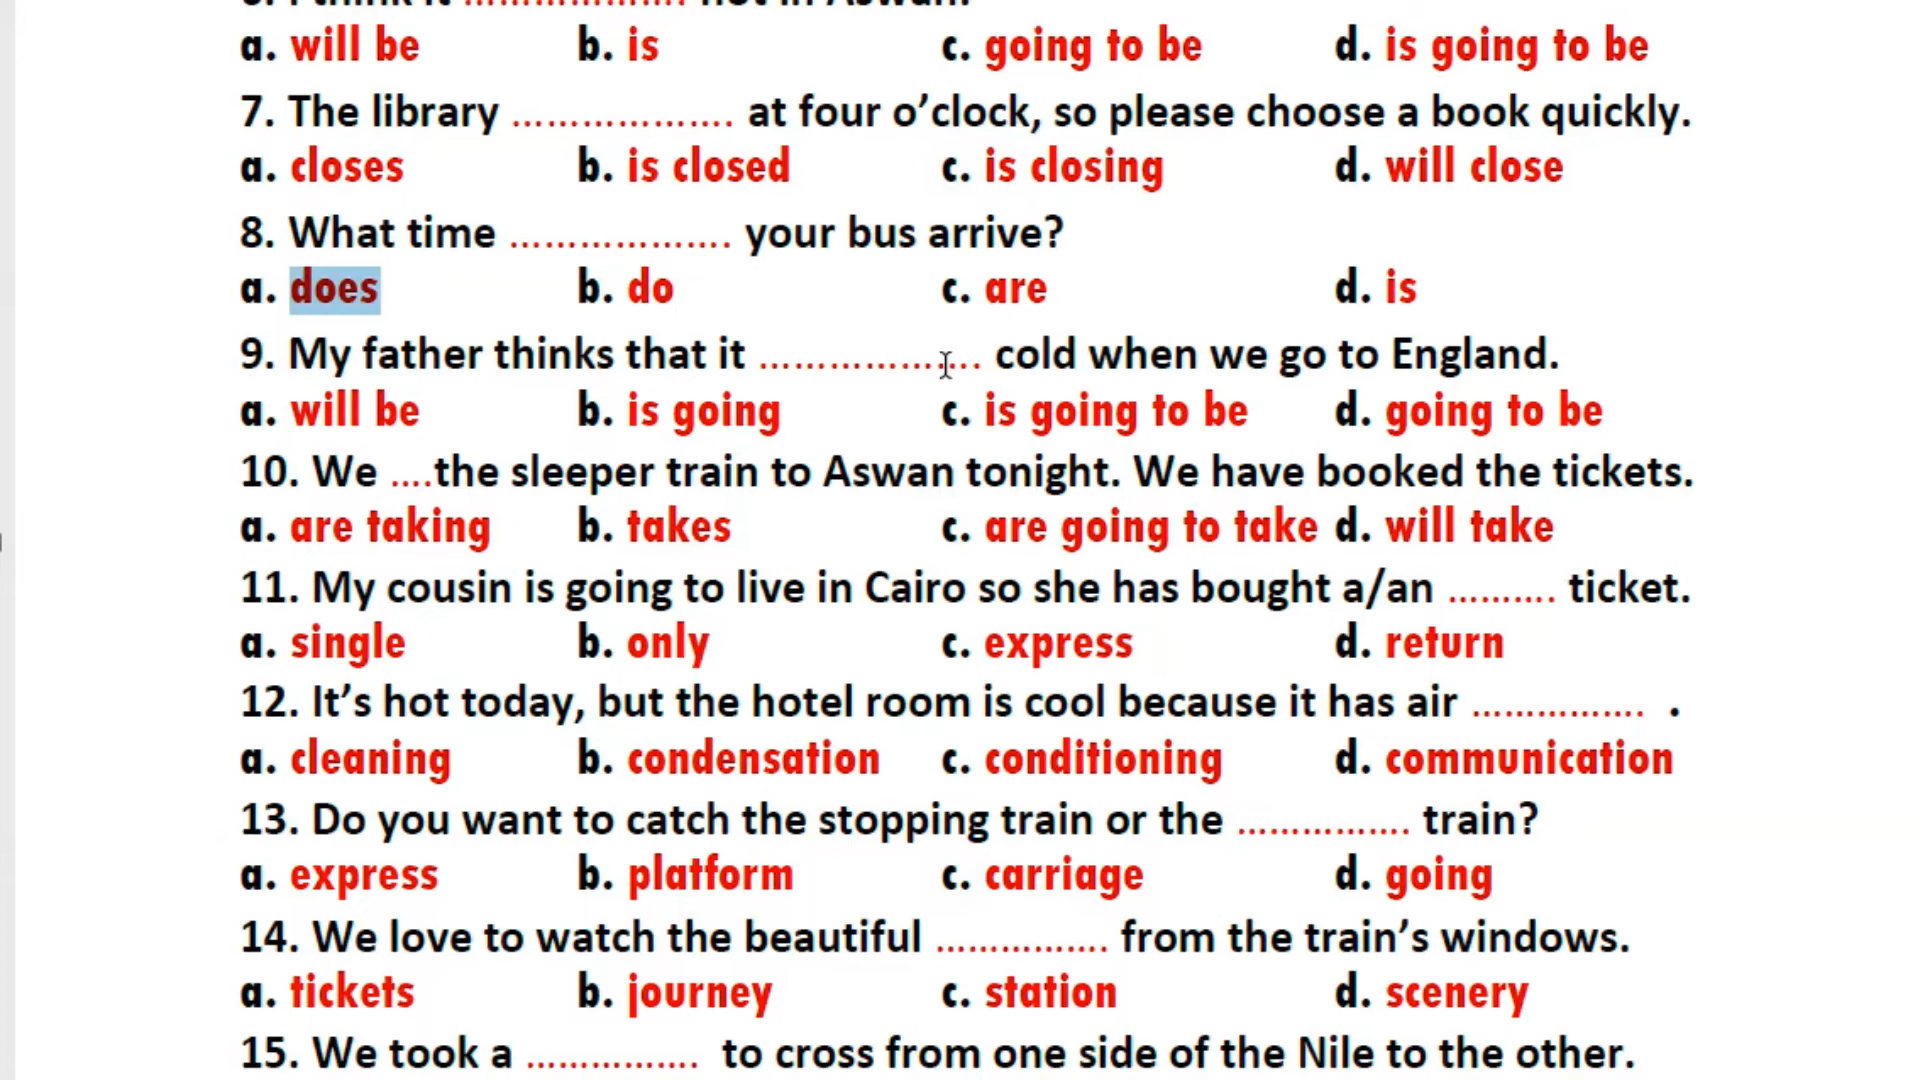 6. I think it ………………. hot in Aswan.
a. will be b. is c. going to be d. is going to be
7. The library ………………. at four o’clock, so please choose a book quickly.
a. closes b. is closed c. is closing d. will close
8. What time ………………. your bus arrive?
a. does b. do c. are d. is
9. My father thinks that it ………………. cold when we go to England.
a. will be b. is going c. is going to be d. going to be
10. We ….the sleeper train to Aswan tonight. We have booked the tickets.
a. are taking b. takes c. are going to take d. will take
11. My cousin is going to live in Cairo so she has bought a/an ………. ticket.
a. single b. only c. express d. return
12. It’s hot today, but the hotel room is cool because it has air ……………. .
a. cleaning b. condensation c. conditioning d. communication
13. Do you want to catch the stopping train or the ……………. train?
a. express b. platform c. carriage d. going
14. We love to watch the beautiful ……………. from the train’s windows.
a. tickets b. journey c. station d. scenery
15. We took a ……………. to cross from one side of the Nile to the other.